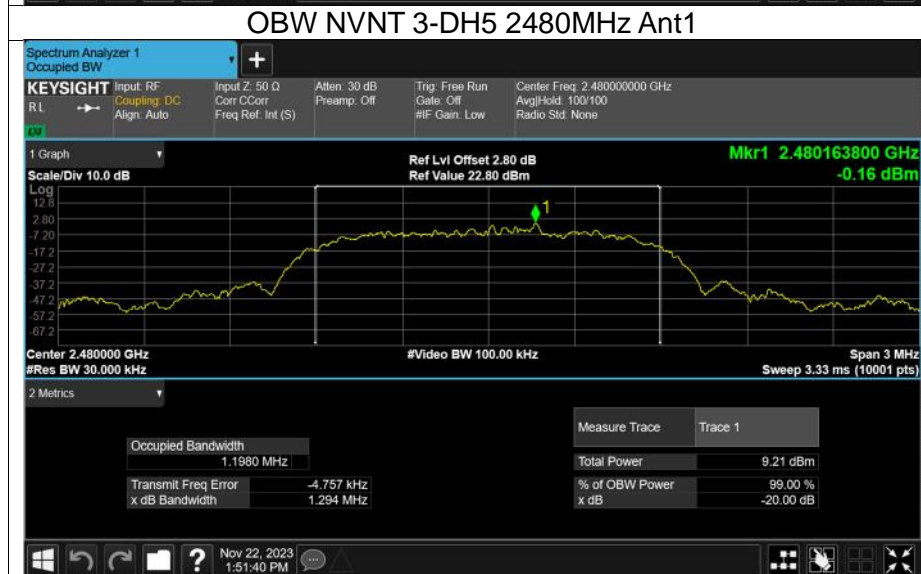 OBW NVNT 3-DH5 2480MHz Ant1
Spectrum Analyzer 1
Occupied BW
+
KEYSIGHT Input: RF Input Z: 50 Ω Atten: 30 dB Trig: Free Run Center Freq: 2.480000000 GHz
RL Coupling: DC Corr CCorr Preamp: Off Gate: Off Avg|Hold: 100/100
Align: Auto Freq Ref: Int (S) #IF Gain: Low Radio Std: None
1 Graph
Ref Lvl Offset 2.80 dB Mkr1 2.480163800 GHz
Scale/Div 10.0 dB Ref Value 22.80 dBm -0.16 dBm
Log
12.8
2.80
-7.20
-17.2
-27.2
-37.2
-47.2
-57.2
-67.2
1
Center 2.480000 GHz #Video BW 100.00 kHz Span 3 MHz
#Res BW 30.000 kHz Sweep 3.33 ms (10001 pts)
2 Metrics
Measure Trace Trace 1
Occupied Bandwidth
1.1980 MHz Total Power 9.21 dBm
Transmit Freq Error -4.757 kHz % of OBW Power 99.00 %
x dB Bandwidth 1.294 MHz x dB -20.00 dB
? Nov 22, 2023
1:51:40 PM